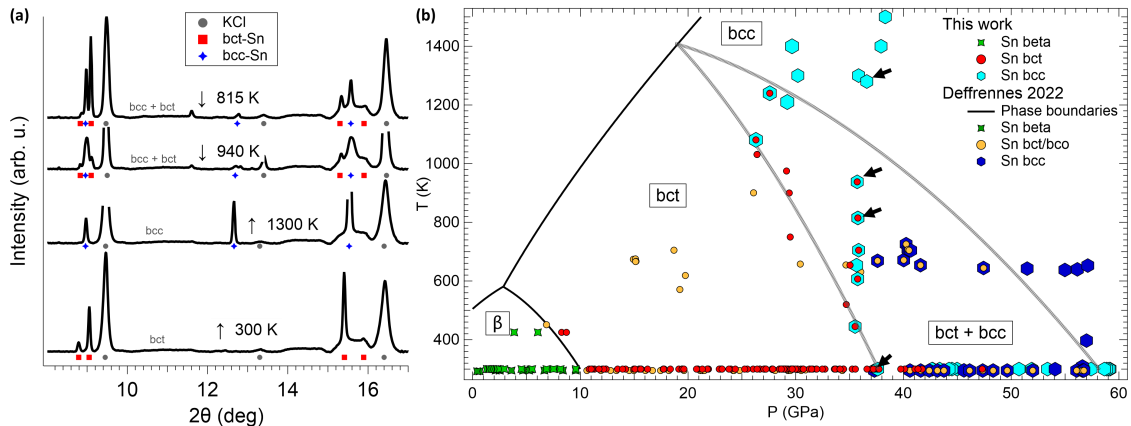 (a)
KCl
bct-Sn
bcc-Sn
bcc + bct
↓ 815 K
bcc + bct
↓ 940 K
bcc
↑ 1300 K
bct
↑ 300 K
Intensity (arb. u.)
10 12 14 16
2θ (deg)
(b)
This work
Sn beta
Sn bct
Sn bcc
Deffrennes 2022
Phase boundaries
Sn beta
Sn bct/bco
Sn bcc
bcc
bct
β
bct + bcc
1400
1200
1000
800
600
400
T (K)
0 10 20 30 40 50 60
P (GPa)